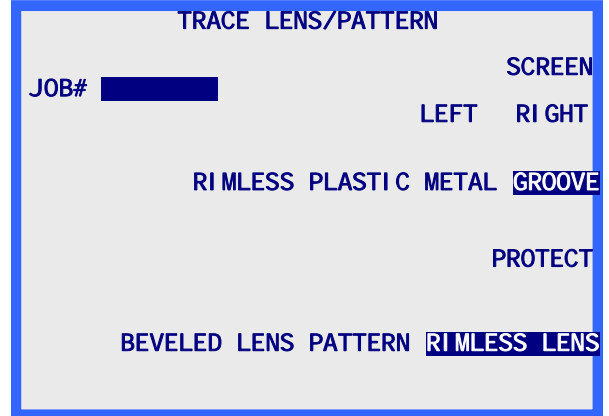 TRACE LENS/PATTERN
SCREEN
JOB#
LEFT RIGHT
RIMLESS PLASTIC METAL GROOVE
PROTECT
BEVELED LENS PATTERN RIMLESS LENS